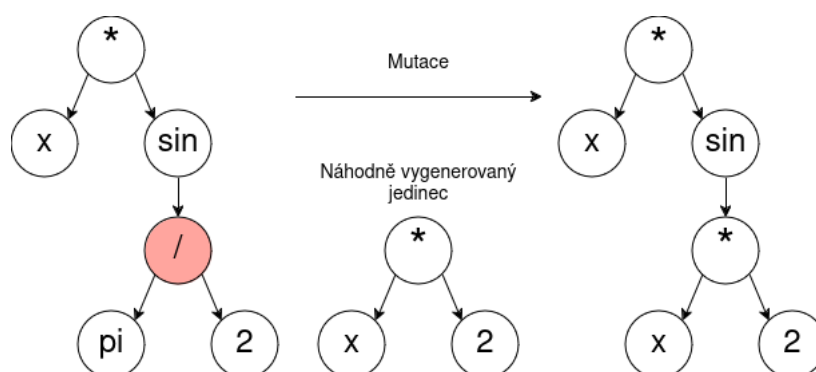 *
Mutace
*
x
sin
x
sin
Náhodně vygenerovaný
jedinec
/
*
*
pi
2
x
2
x
2